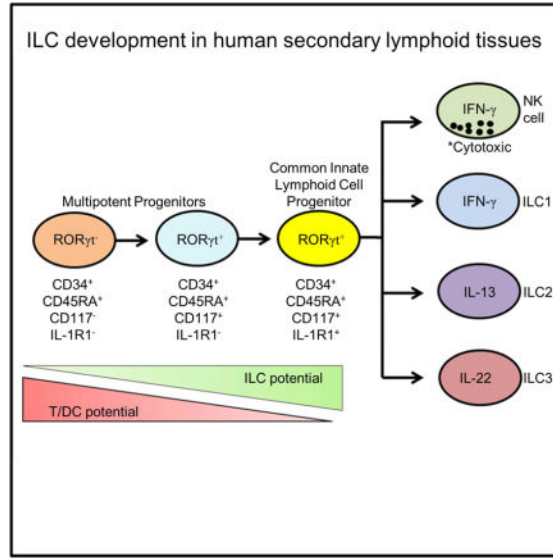 ILC development in human secondary lymphoid tissues
IFN-γ
NK
cell
*Cytotoxic
Multipotent Progenitors
Common Innate
Lymphoid Cell
Progenitor
RORγt⁻
RORγt⁺
RORγt⁺
IFN-γ
ILC1
CD34⁺
CD45RA⁺
CD117⁻
IL-1R1⁻
CD34⁺
CD45RA⁺
CD117⁺
IL-1R1⁻
CD34⁺
CD45RA⁺
CD117⁺
IL-1R1⁺
IL-13
ILC2
IL-22
ILC3
ILC potential
T/DC potential